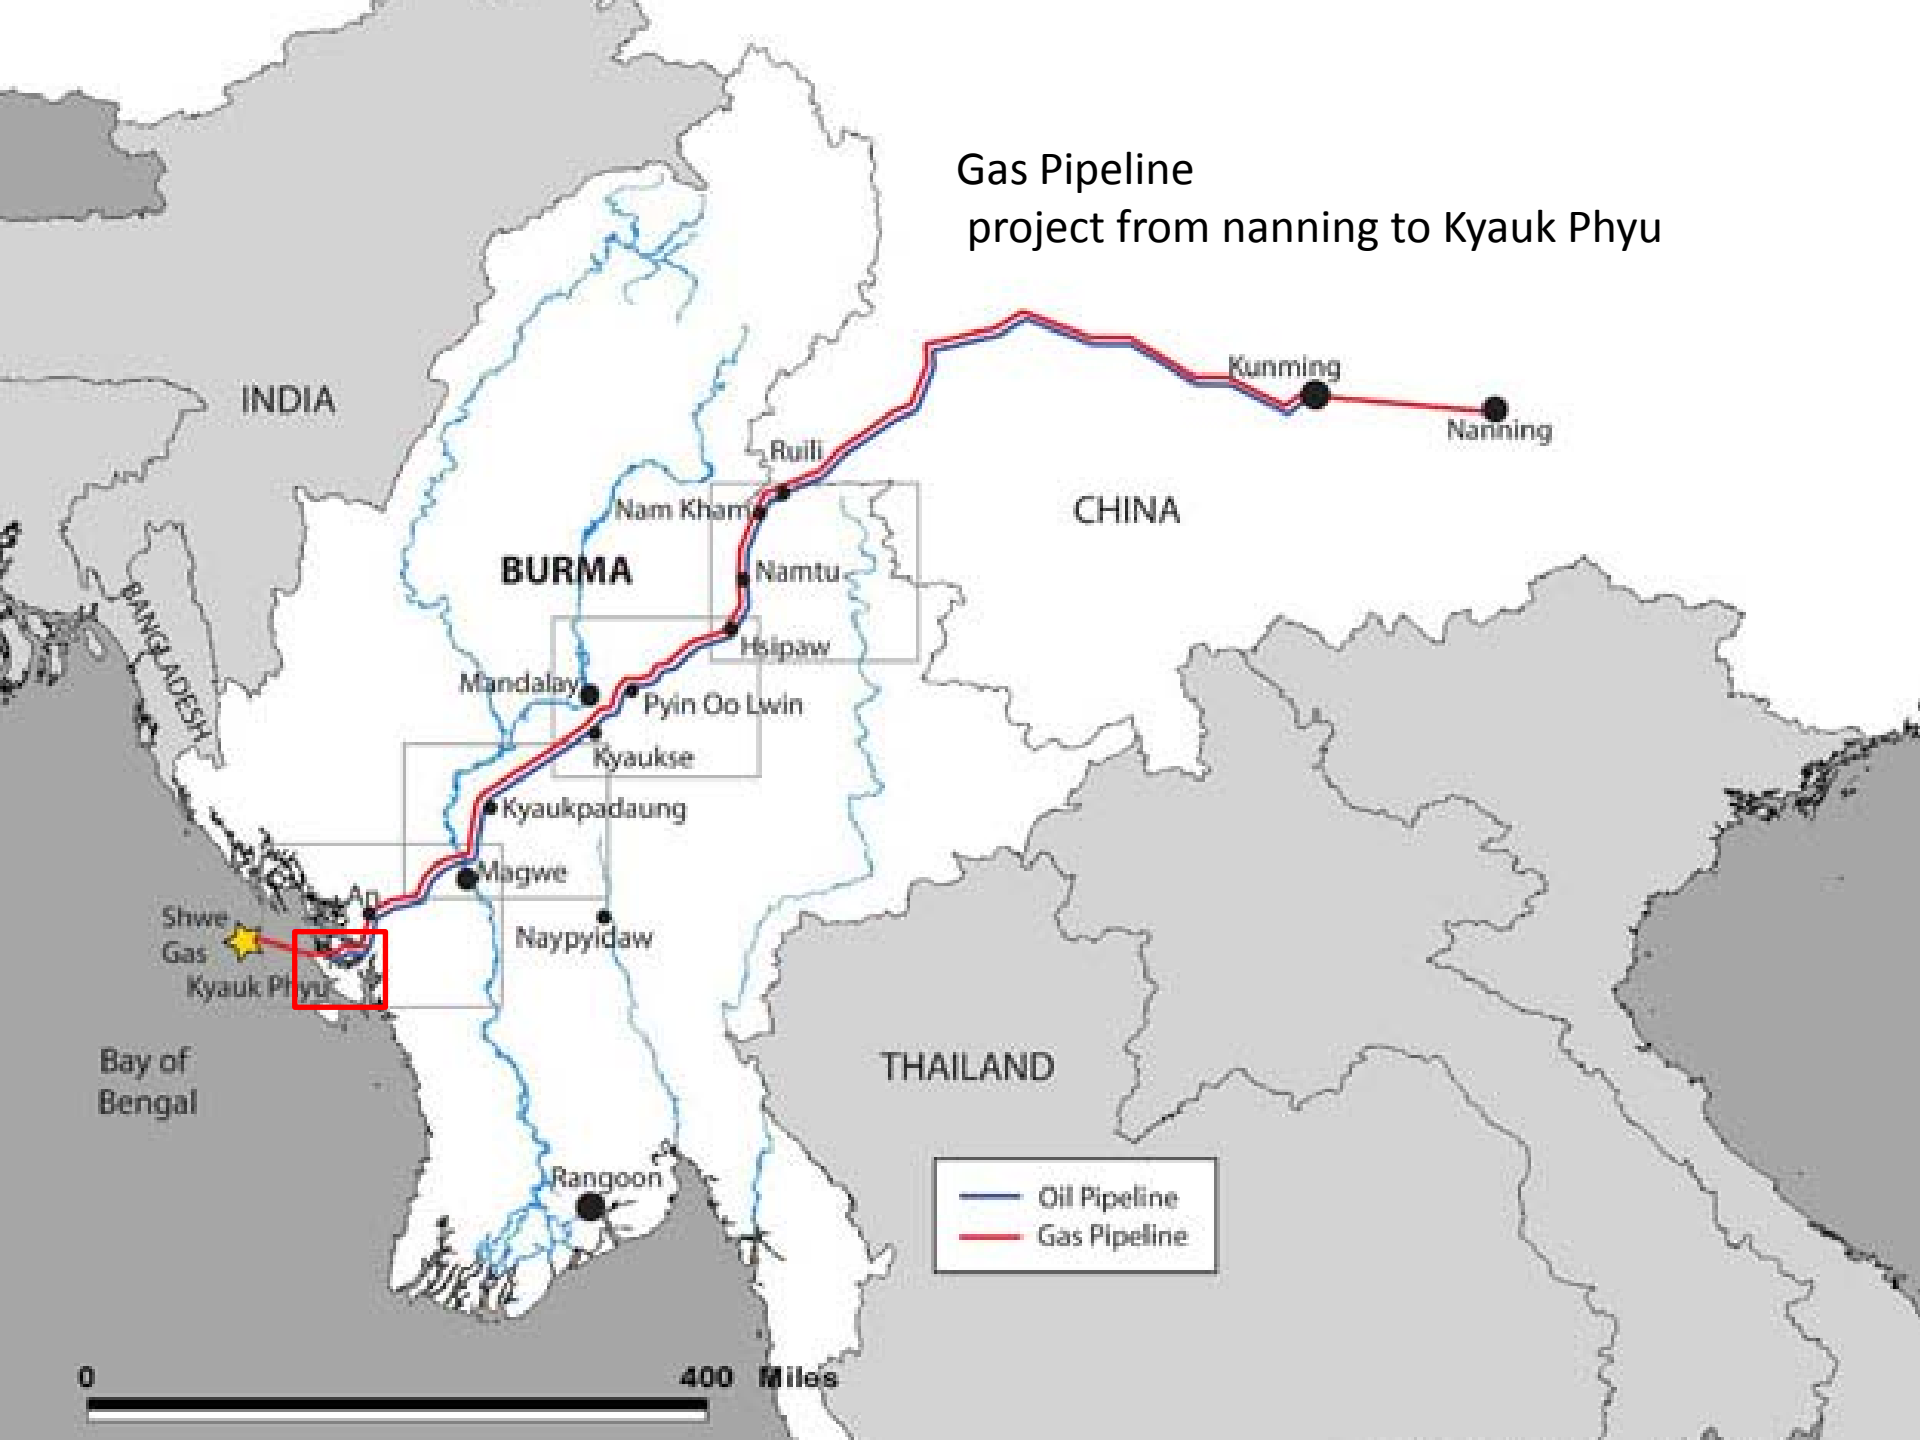 Gas Pipeline
project from nanning to Kyauk Phyu
Kunming
Nanning
INDIA
Ruili
Nam Kham
CHINA
BURMA
Namtu
BANGLADESH
Hsipaw
Mandalay
Pyin Oo Lwin
Kyaukse
Kyaukpadaung
Magwe
Shwe
Gas
Naypyidaw
Kyauk Phyu
Bay of
Bengal
THAILAND
Rangoon
Oil Pipeline
Gas Pipeline
0 400 Miles